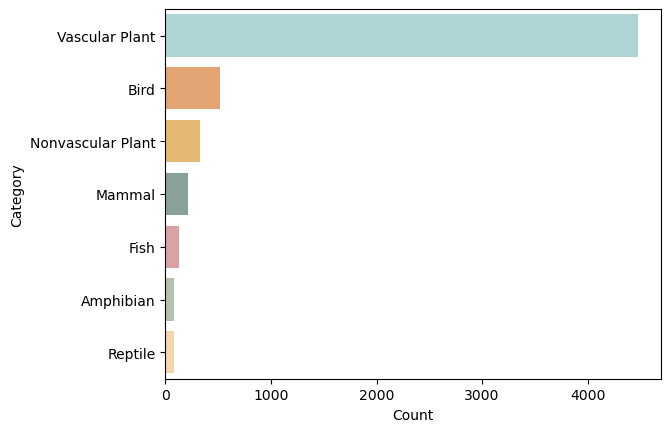 Vascular Plant
Bird
Nonvascular Plant
Mammal
Fish
Amphibian
Reptile
Category
0 1000 2000 3000 4000
Count